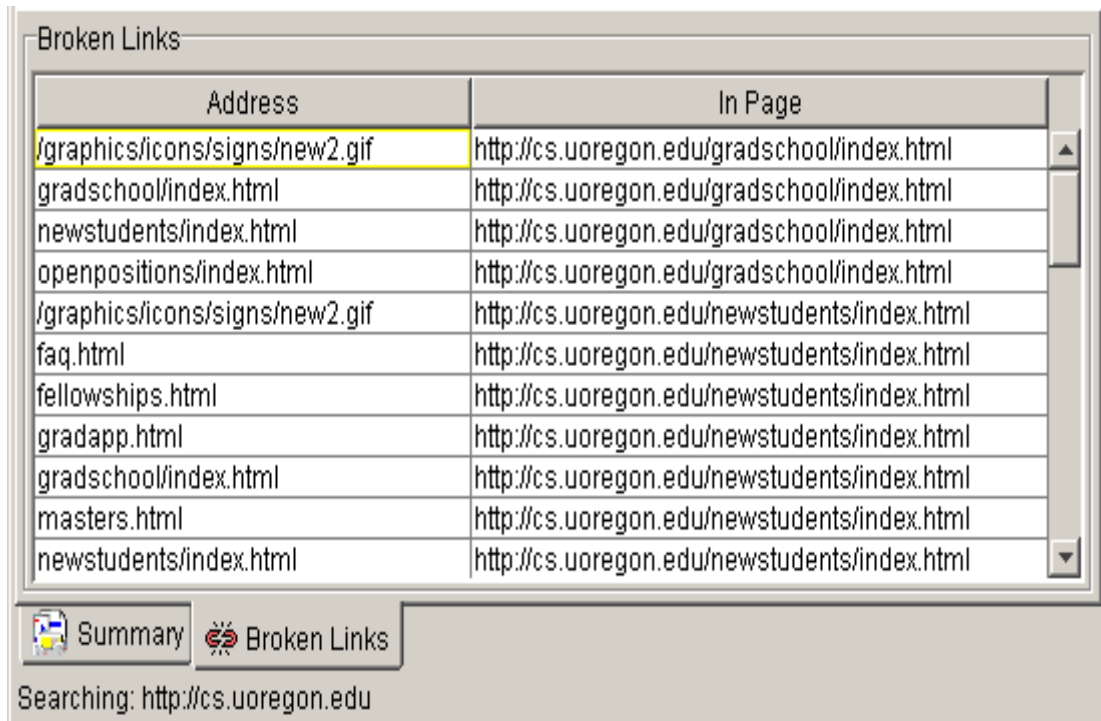 Broken Links
Address In Page
/graphics/icons/signs/new2.gif http://cs.uoregon.edu/gradschool/index.html
gradschool/index.html http://cs.uoregon.edu/gradschool/index.html
newstudents/index.html http://cs.uoregon.edu/gradschool/index.html
openpositions/index.html http://cs.uoregon.edu/gradschool/index.html
/graphics/icons/signs/new2.gif http://cs.uoregon.edu/newstudents/index.html
faq.html http://cs.uoregon.edu/newstudents/index.html
fellowships.html http://cs.uoregon.edu/newstudents/index.html
gradapp.html http://cs.uoregon.edu/newstudents/index.html
gradschool/index.html http://cs.uoregon.edu/newstudents/index.html
masters.html http://cs.uoregon.edu/newstudents/index.html
newstudents/index.html http://cs.uoregon.edu/newstudents/index.html
Summary Broken Links
Searching: http://cs.uoregon.edu